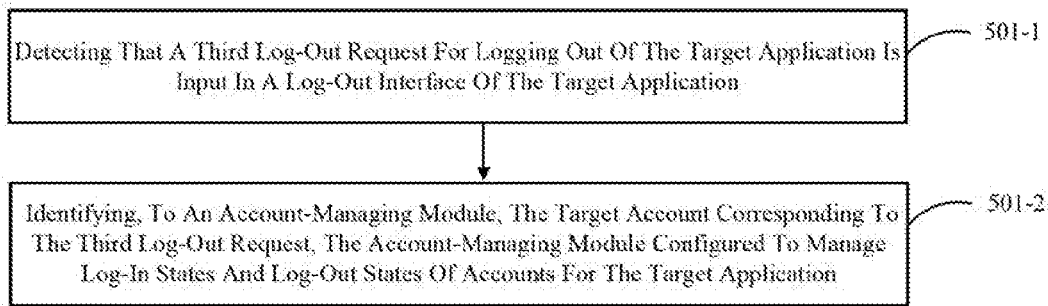 Detecting That A Third Log-Out Request For Logging Out Of The Target Application Is
Input In A Log-Out Interface Of The Target Application
501-1
Identifying, To An Account-Managing Module, The Target Account Corresponding To
The Third Log-Out Request, The Account-Managing Module Configured To Manage
Log-In States And Log-Out States Of Accounts For The Target Application
501-2